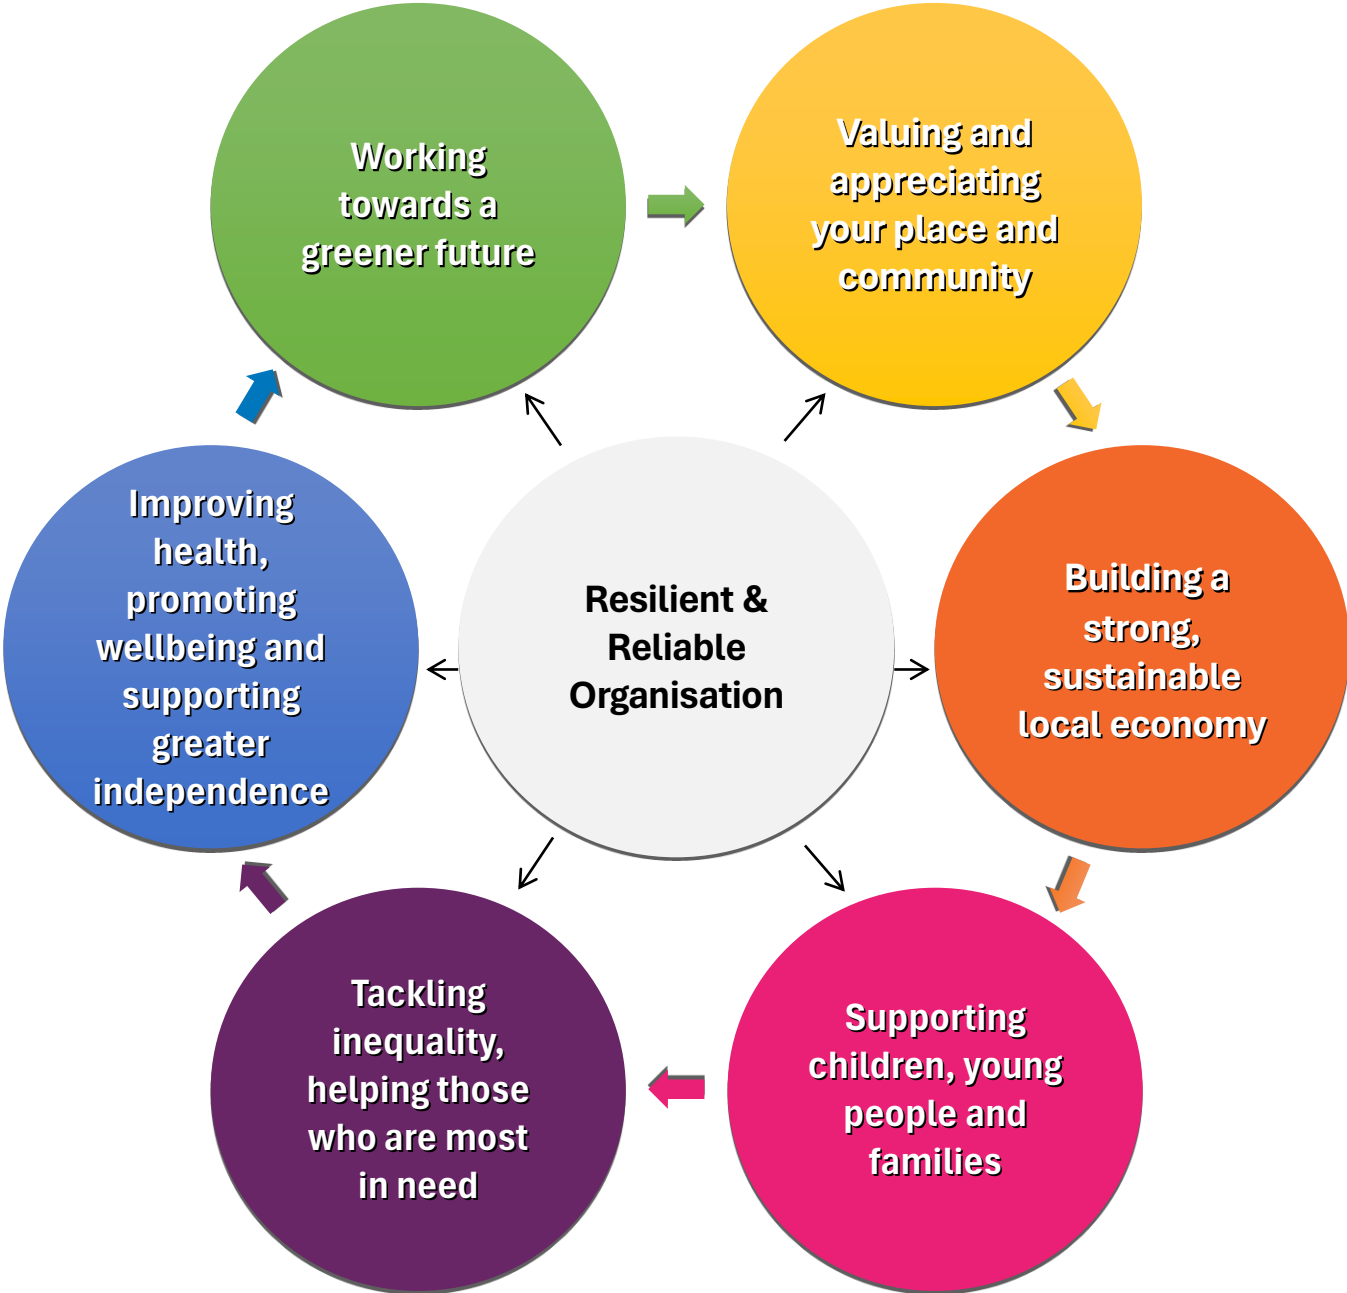 Working
towards a
greener future
Valuing and
appreciating
your place and
community
Improving
health,
promoting
wellbeing and
supporting
greater
independence
Resilient &
Reliable
Organisation
Building a
strong,
sustainable
local economy
Tackling
inequality,
helping those
who are most
in need
Supporting
children, young
people and
families